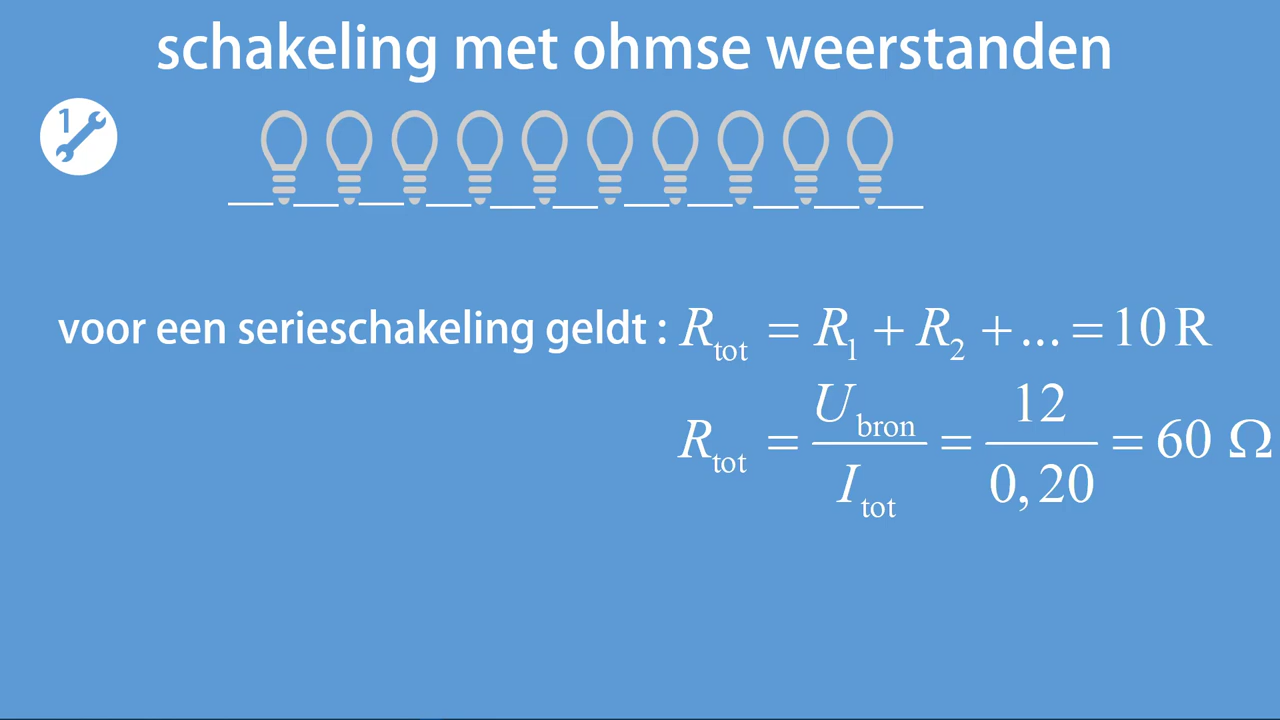 schakeling met ohmse weerstanden
1
voor een serieschakeling geldt : R_tot = R_1 + R_2 + ... = 10 R
R_tot = U_bron / I_tot = 12 / 0,20 = 60 Ω